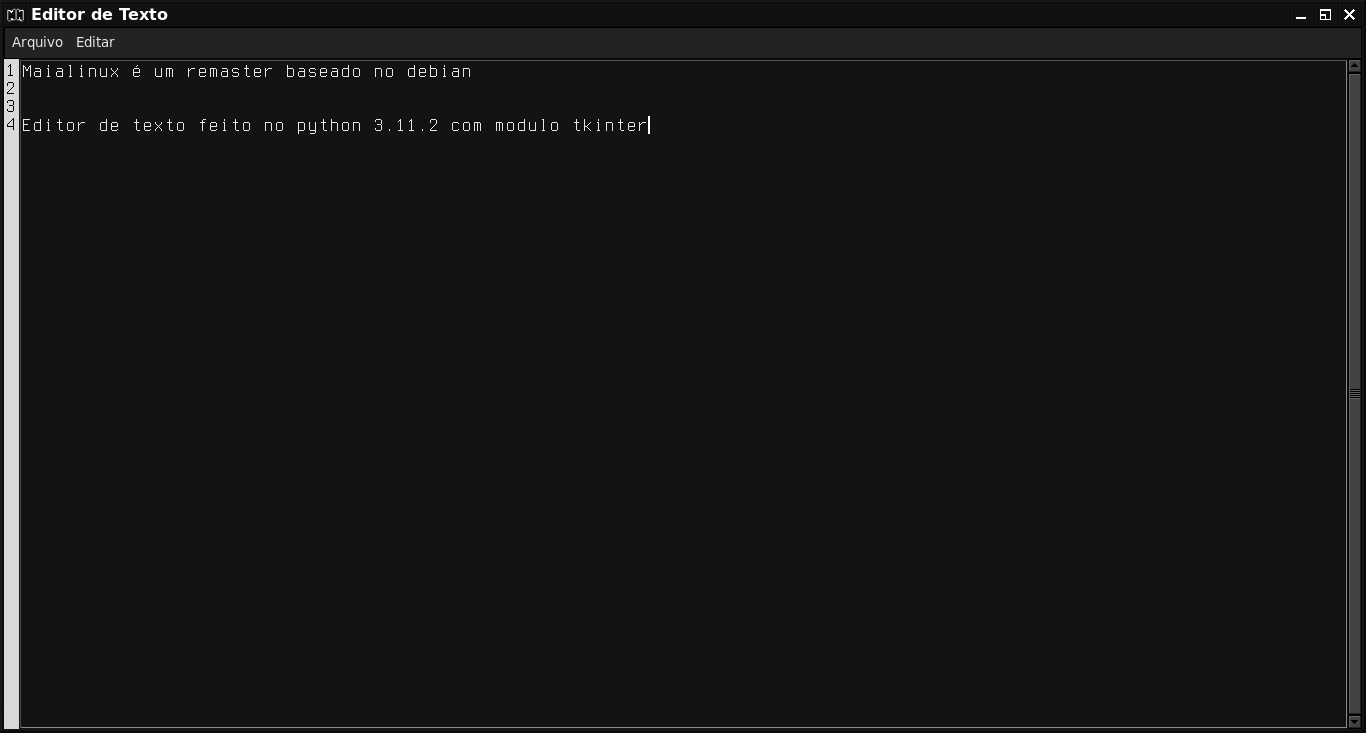 Editor de Texto
Arquivo Editar
1 Maialinux é um remaster baseado no debian
2
3
4 Editor de texto feito no python 3.11.2 com modulo tkinter